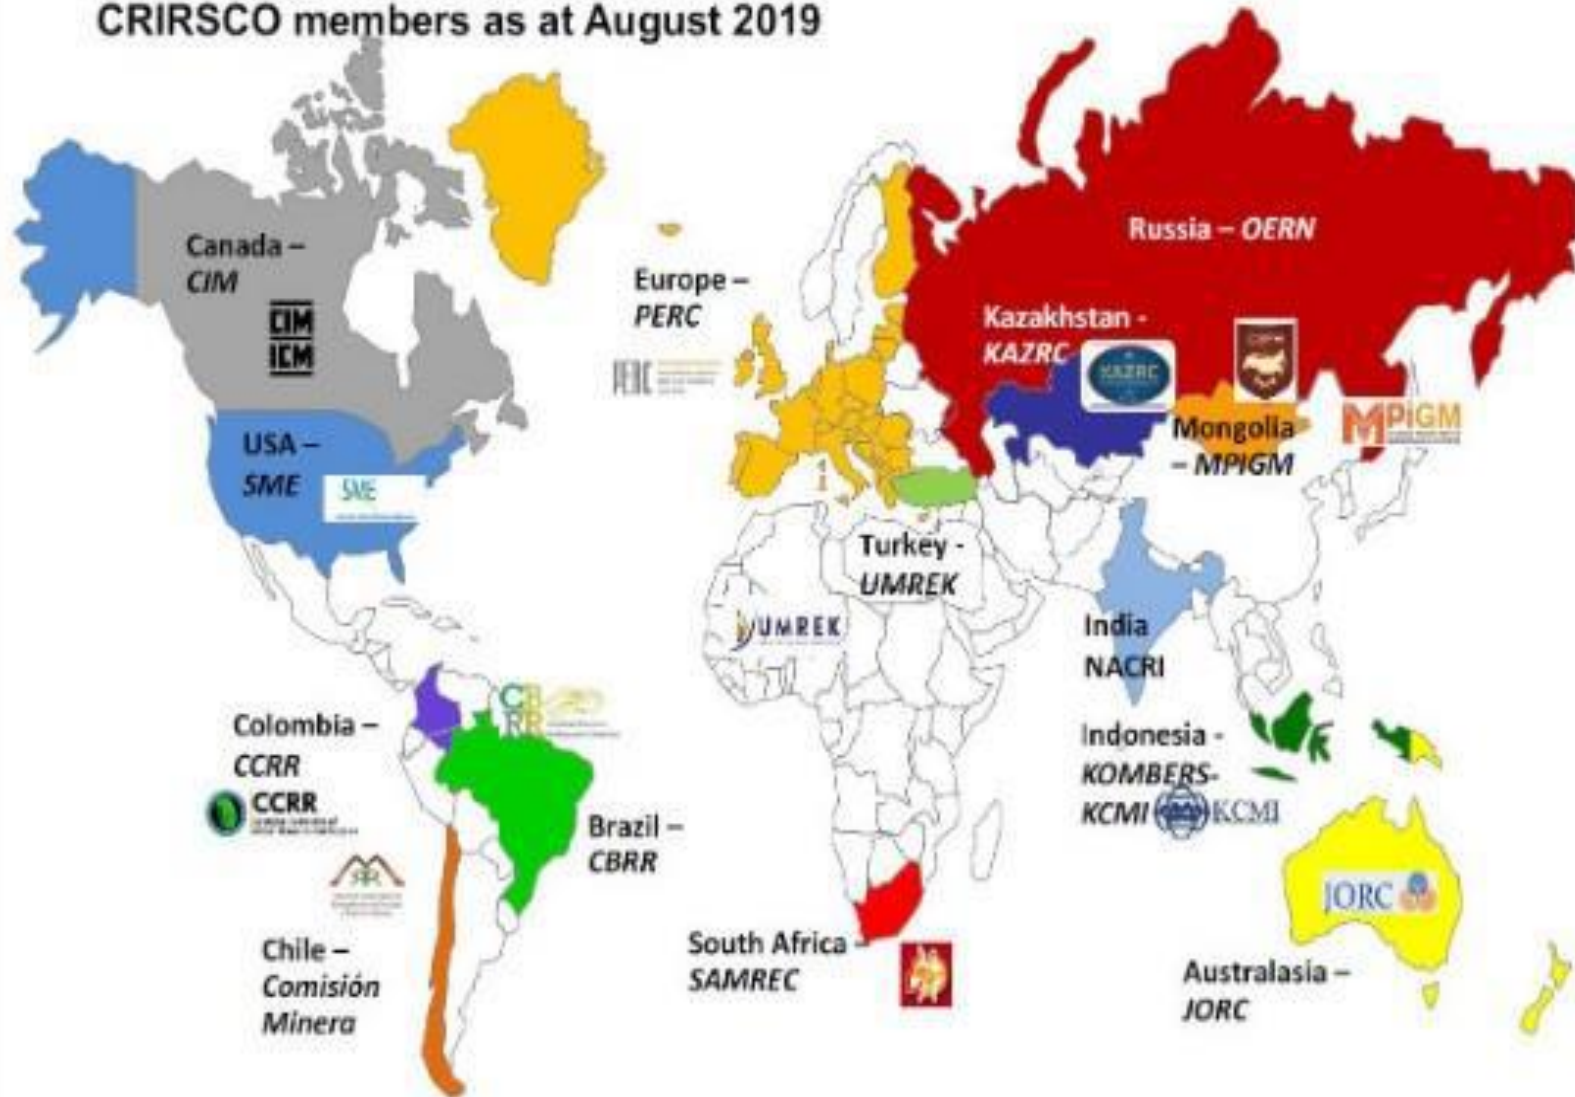 CRIRSCO members as at August 2019
Canada –
CIM
CIM
ICM
USA –
SME
SME
Europe –
PERC
PERC
Russia – OERN
Kazakhstan -
KAZRC
KAZRC
Mongolia
– MPIGM
MPIGM
Turkey -
UMREK
UMREK
India
NACRI
Colombia –
CCRR
CCRR
CB
RR
Brazil –
CBRR
Indonesia -
KOMBERS-
KCMI
KCMI
Chile –
Comisión
Minera
South Africa –
SAMREC
JORC
Australasia –
JORC